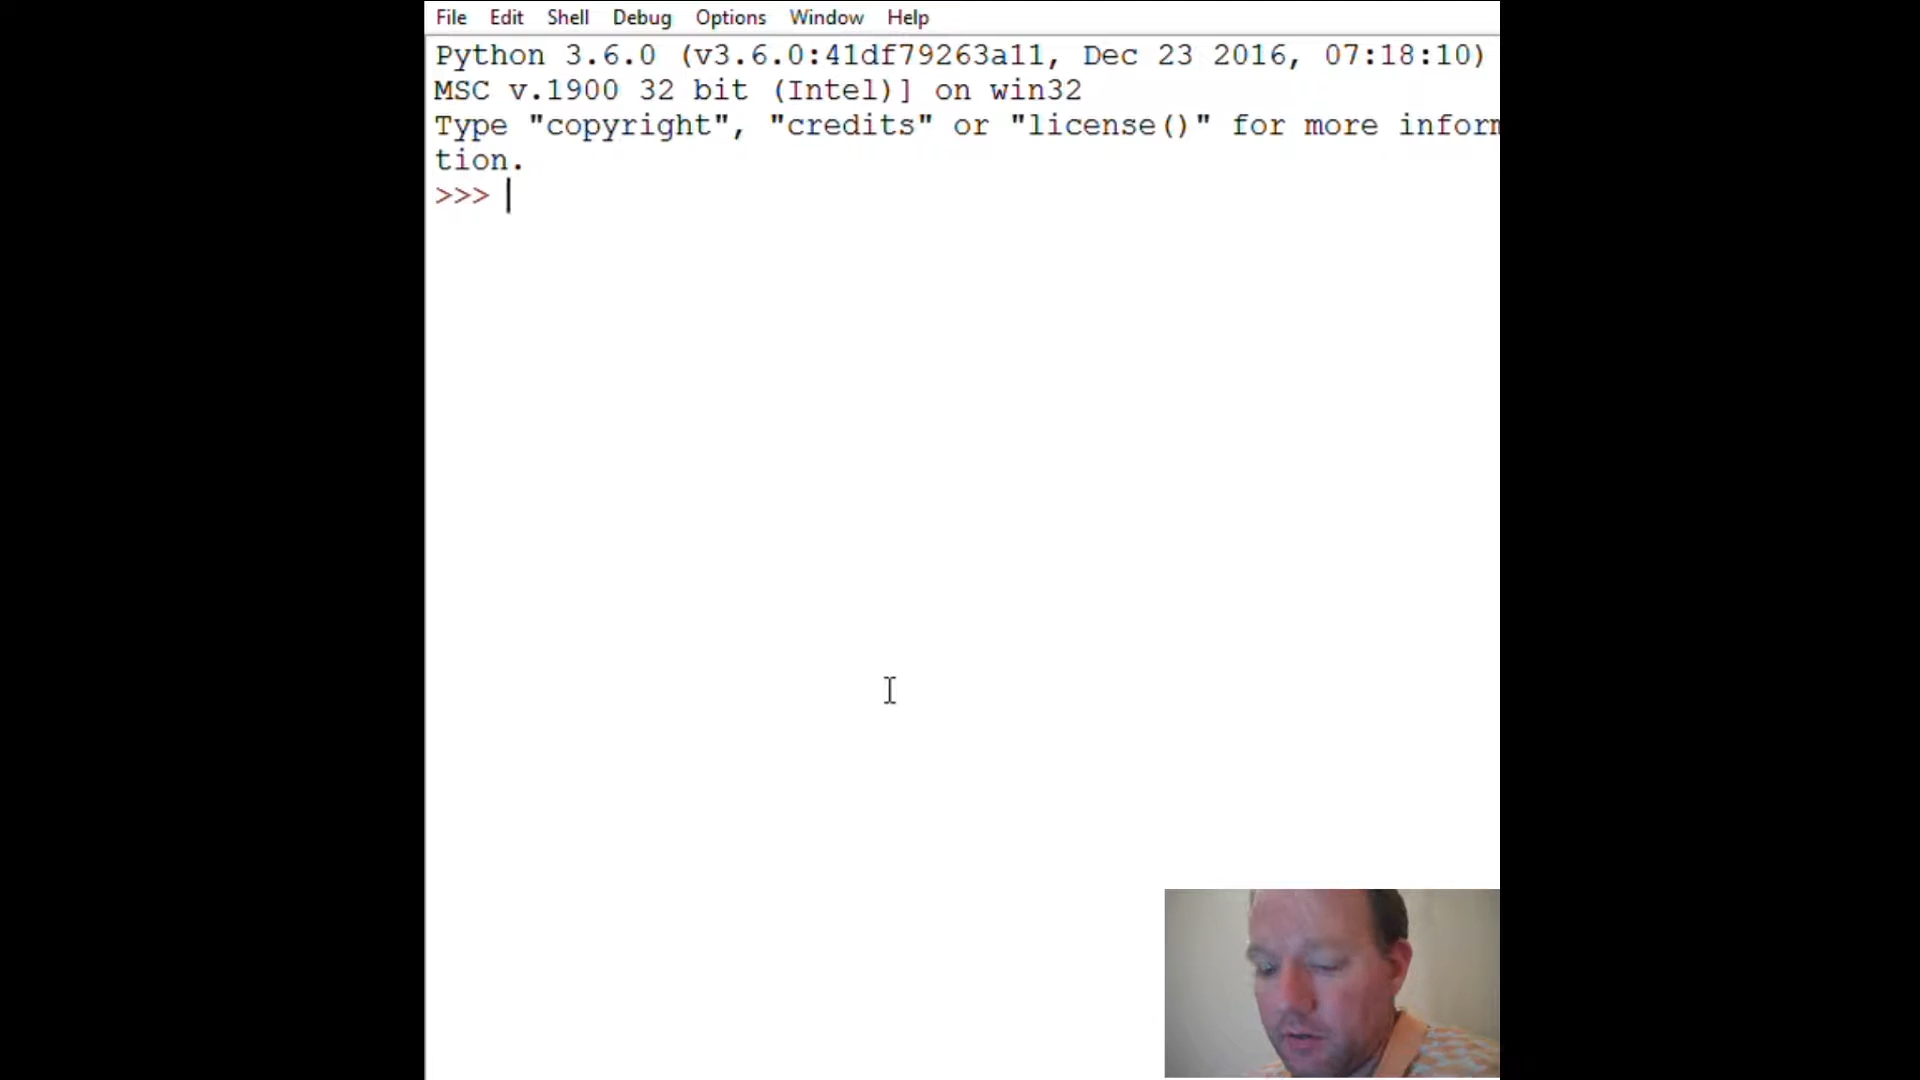 File Edit Shell Debug Options Window Help
Python 3.6.0 (v3.6.0:41df79263a11, Dec 23 2016, 07:18:10)
MSC v.1900 32 bit (Intel)] on win32
Type "copyright", "credits" or "license()" for more inform
tion.
>>>